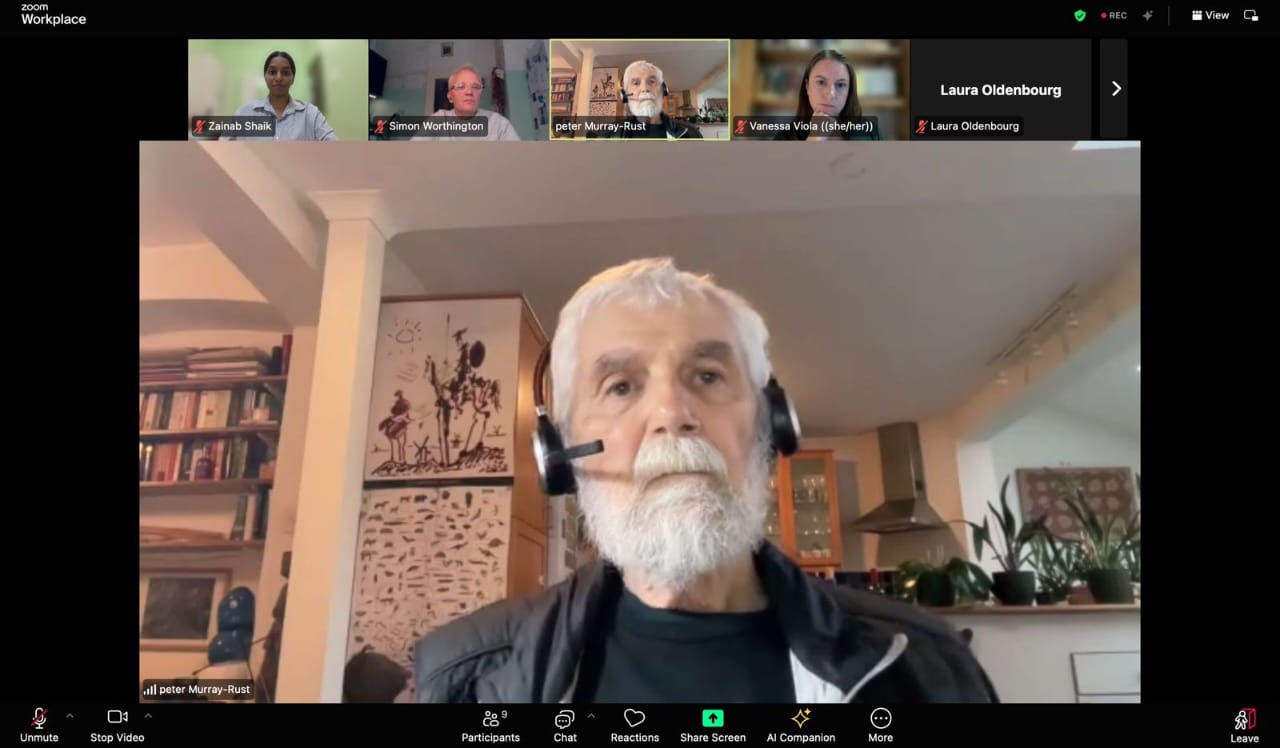 zoom
Workplace
REC
View
Zainab Shaik
Simon Worthington
peter Murray-Rust
Vanessa Viola ((she/her))
Laura Oldenbourg
Laura Oldenbourg
peter Murray-Rust
9
Unmute
Stop Video
Participants
Chat
Reactions
Share Screen
AI Companion
More
Leave